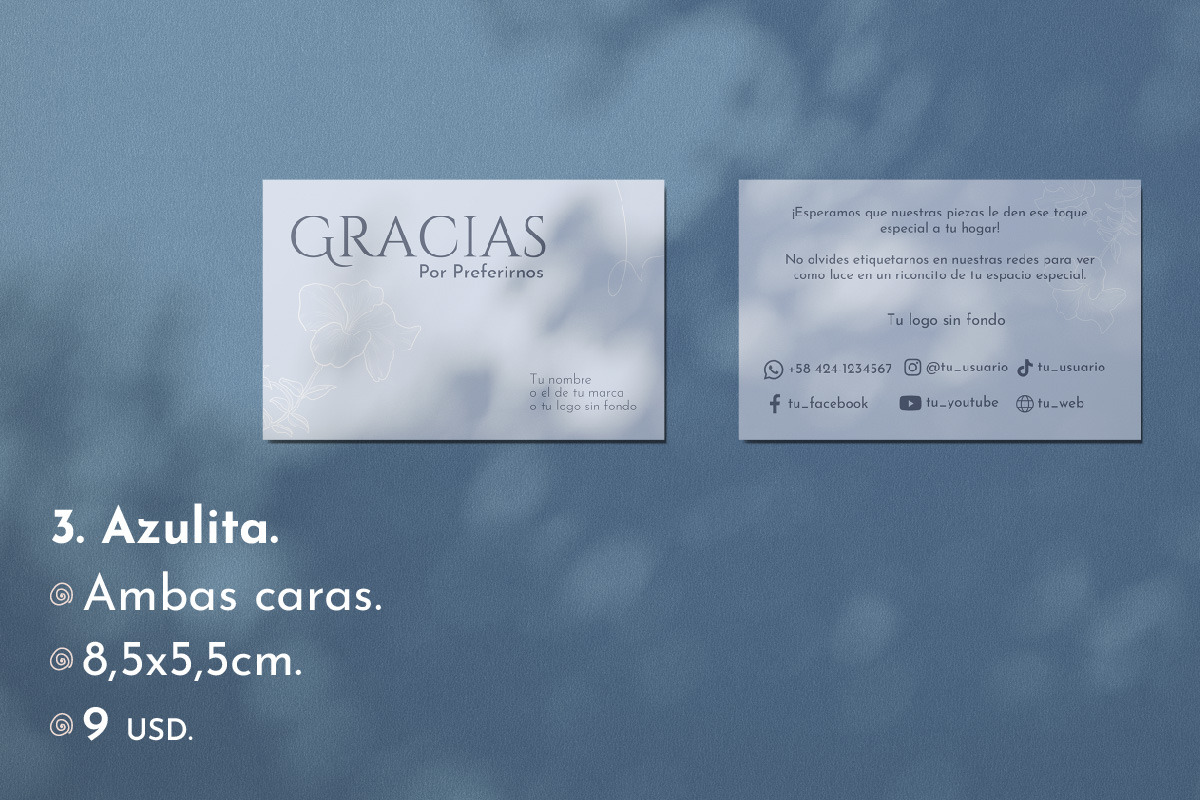 GRACIAS
Por Preferirnos
Tu nombre
o el de tu marca
o tu logo sin fondo
¡Esperamos que nuestras piezas le den ese toque
especial a tu hogar!
No olvides etiquetarnos en nuestras redes para ver
como luce en un riconcito de tu espacio especial.
Tu logo sin fondo
+58 424 1234567 @tu_usuario tu_usuario
tu_facebook tu_youtube tu_web
3. Azulita.
Ambas caras.
8,5x5,5cm.
9 USD.